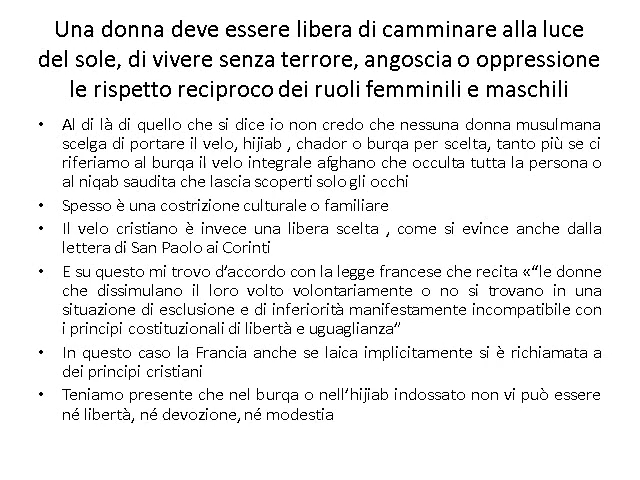 Una donna deve essere libera di camminare alla luce
del sole, di vivere senza terrore, angoscia o oppressione
le rispetto reciproco dei ruoli femminili e maschili
• Al di là di quello che si dice io non credo che nessuna donna musulmana
scelga di portare il velo, hijiab , chador o burqa per scelta, tanto più se ci
riferiamo al burqa il velo integrale afghano che occulta tutta la persona o
al niqab saudita che lascia scoperti solo gli occhi
• Spesso è una costrizione culturale o familiare
• Il velo cristiano è invece una libera scelta , come si evince anche dalla
lettera di San Paolo ai Corinti
• E su questo mi trovo d’accordo con la legge francese che recita «“le donne
che dissimulano il loro volto volontariamente o no si trovano in una
situazione di esclusione e di inferiorità manifestamente incompatibile con
i principi costituzionali di libertà e uguaglianza”
• In questo caso la Francia anche se laica implicitamente si è richiamata a
dei principi cristiani
• Teniamo presente che nel burqa o nell’hijiab indossato non vi può essere
né libertà, né devozione, né modestia